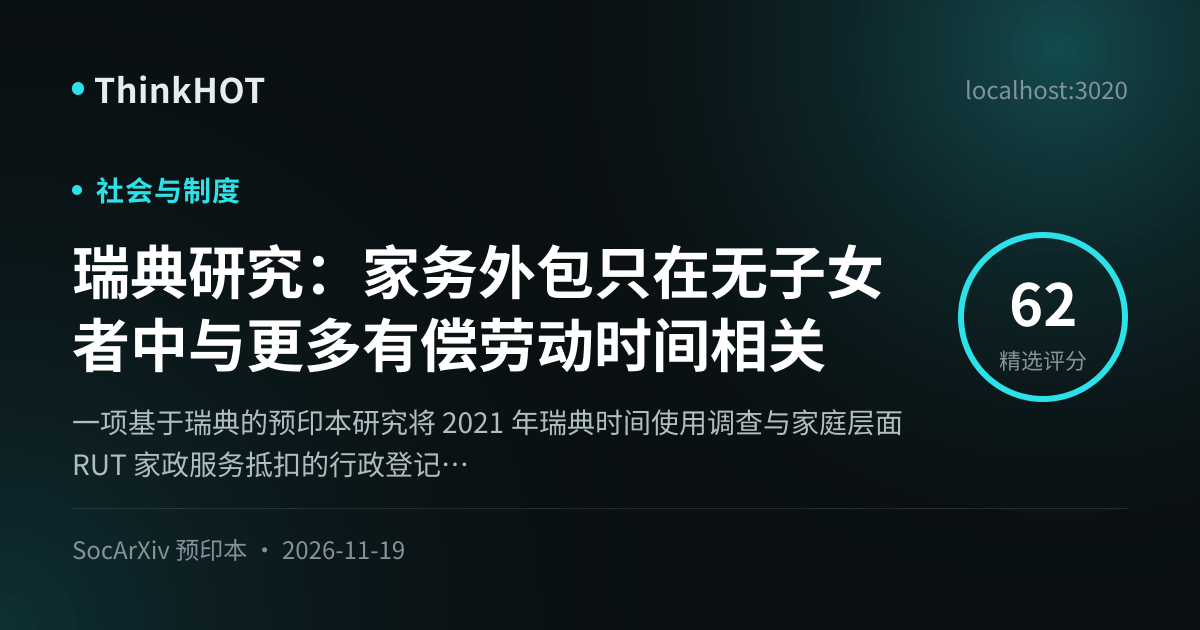 ThinkHOT
localhost:3020
社会与制度
瑞典研究：家务外包只在无子女
者中与更多有偿劳动时间相关
62
精选评分
一项基于瑞典的预印本研究将 2021 年瑞典时间使用调查与家庭层面
RUT 家政服务抵扣的行政登记…
SocArXiv 预印本 · 2026-11-19